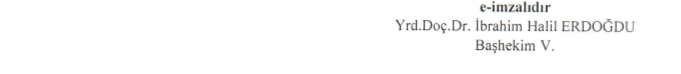 e-imzalıdır
Yrd.Doç.Dr. İbrahim Halil ERDOĞDU
Başhekim V.